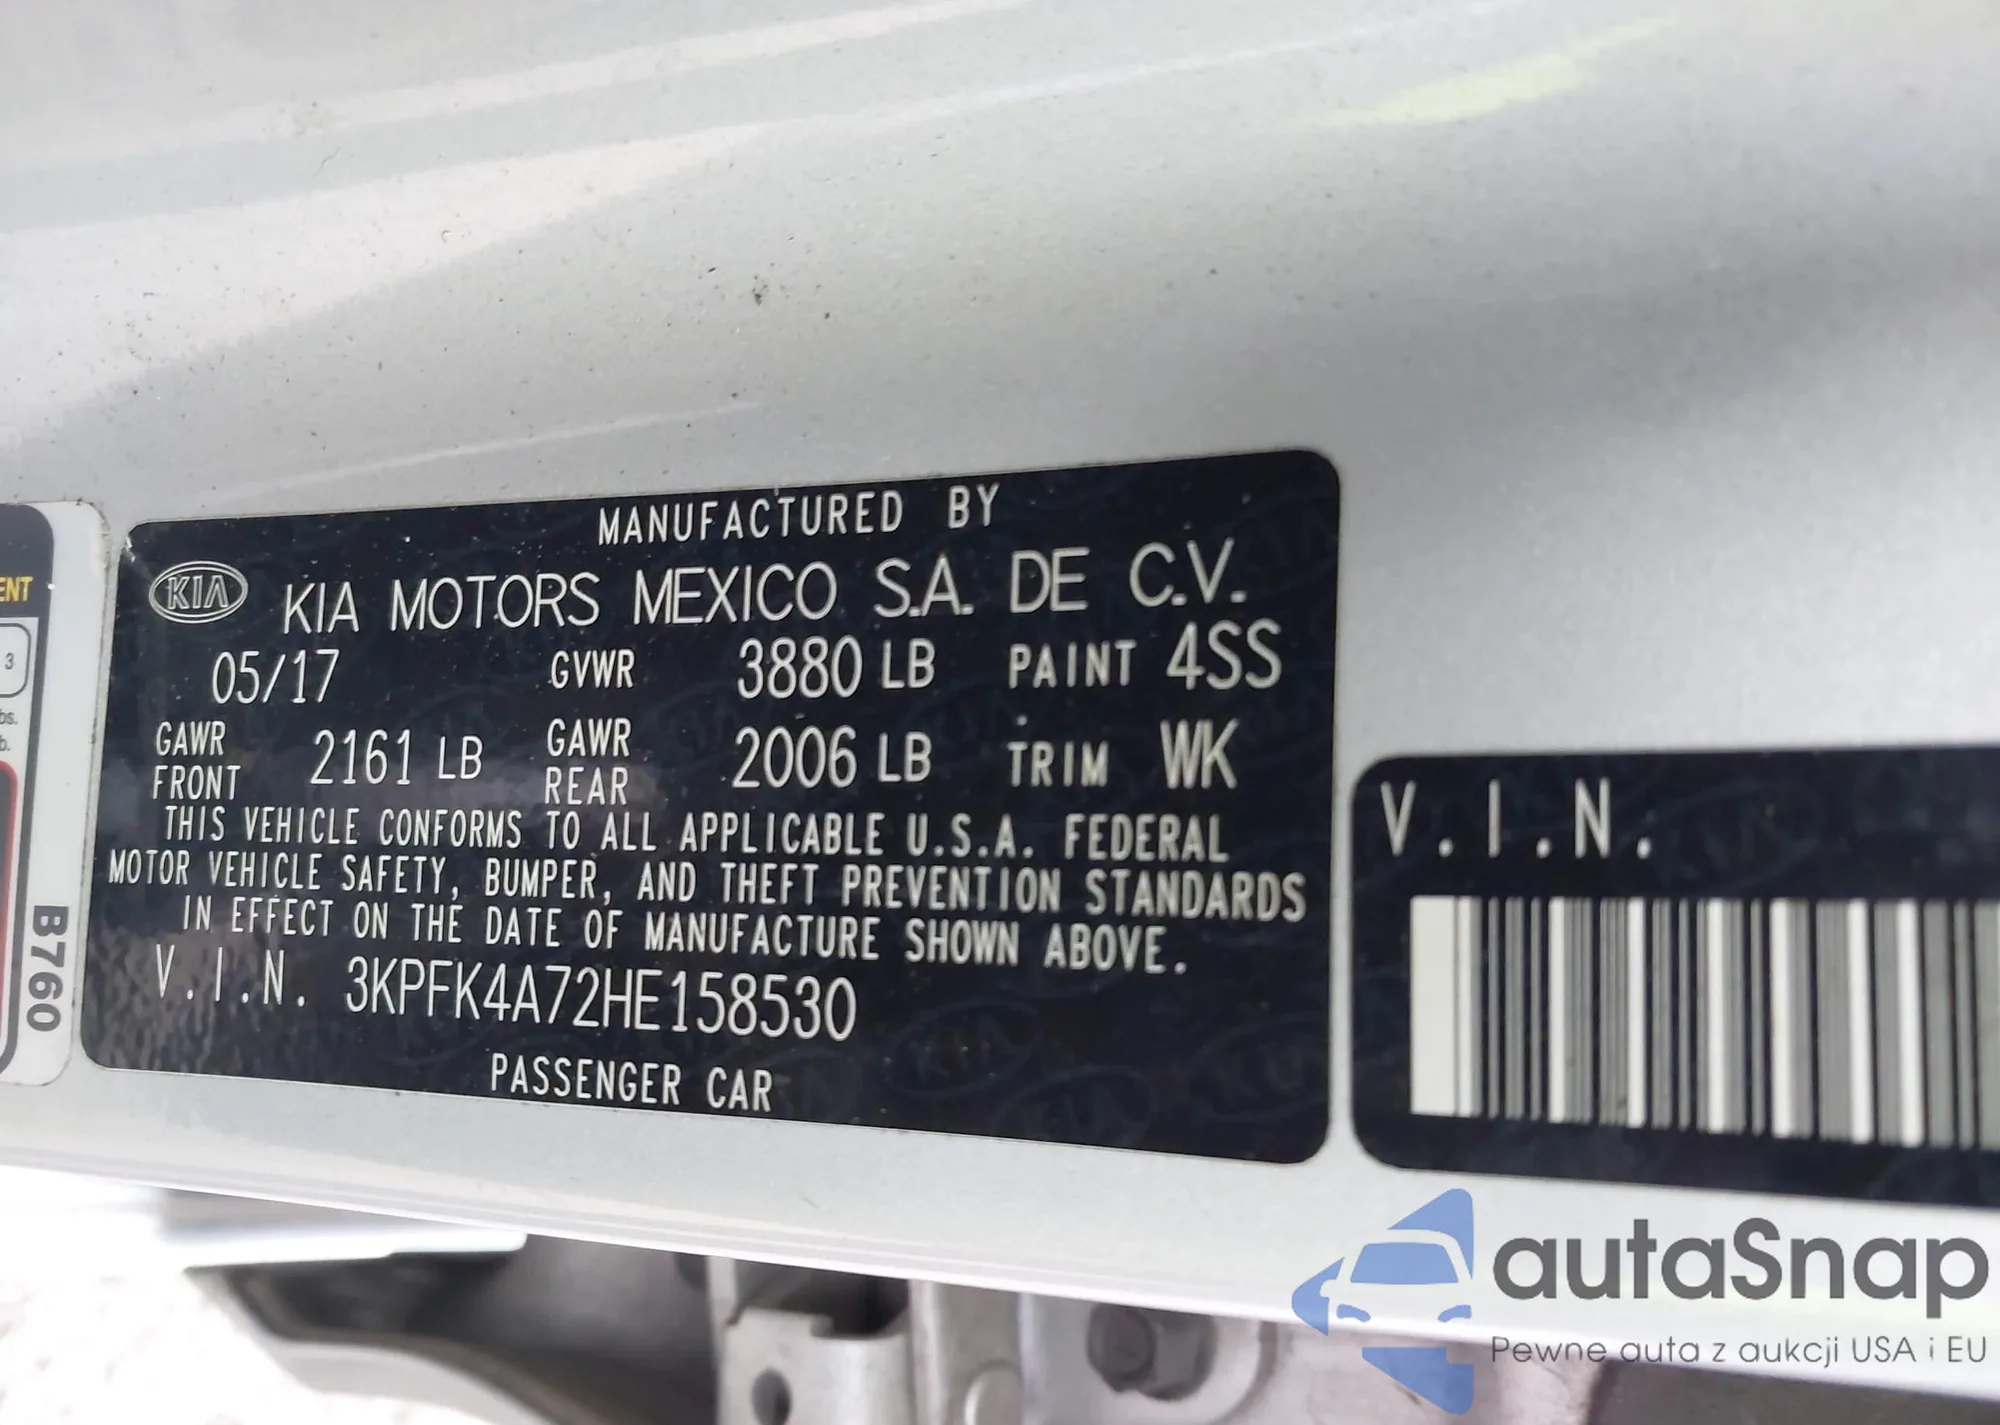 MANUFACTURED BY
KIA KIA MOTORS MEXICO S.A. DE C.V.
05/17 GVWR 3880 LB PAINT 4SS
GAWR FRONT 2161 LB GAWR REAR 2006 LB TRIM WK
THIS VEHICLE CONFORMS TO ALL APPLICABLE U.S.A. FEDERAL
MOTOR VEHICLE SAFETY, BUMPER, AND THEFT PREVENTION STANDARDS
IN EFFECT ON THE DATE OF MANUFACTURE SHOWN ABOVE.
V.I.N. 3KPFK4A72HE158530
PASSENGER CAR
V.I.N.
3
B760
autaSnap
Pewne auta z aukcji USA i EU